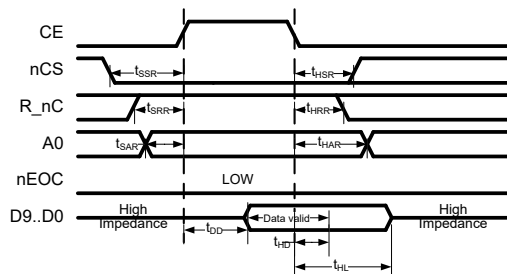 CE
nCS
tSSR
tHSR
R_nC
tSRR
tHRR
A0
tSAR
tHAR
nEOC
LOW
D9..D0
High Impedance
tDD
Data valid
tHD
tHL
High Impedance